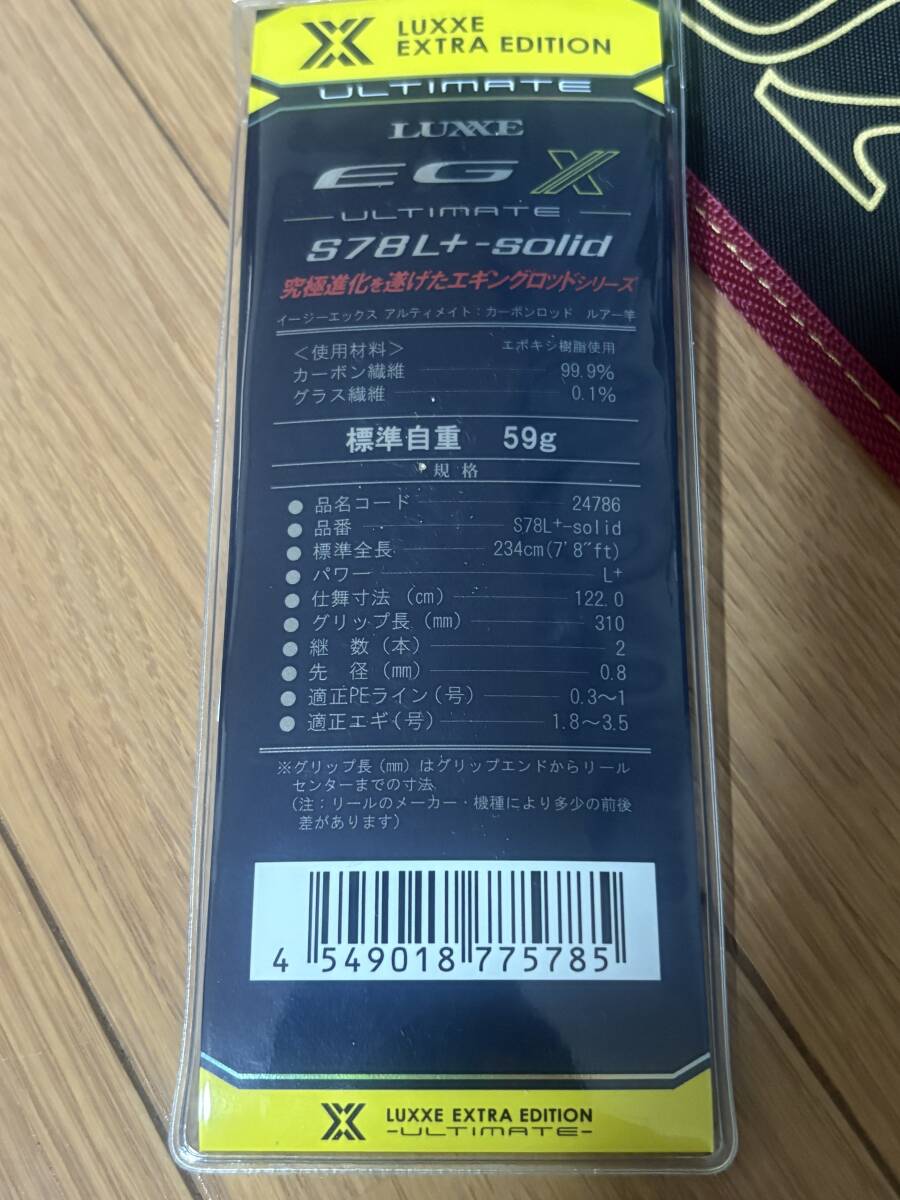 LUXXE
EXTRA EDITION
ULTIMATE
LUXXE
EG X
ULTIMATE
S78L+-solid
究極進化を遂げたエギングロッドシリーズ
イージーエックス アルティメイト：カーボンロッド ルアー竿
＜使用材料＞ エポキシ樹脂使用
カーボン繊維 99.9%
グラス繊維 0.1%
標準自重 59g
規格
● 品名コード 24786
● 品番 S78L+-solid
● 標準全長 234cm(7'8"ft)
● パワー L+
● 仕舞寸法（cm） 122.0
● グリップ長（mm） 310
● 継 数（本） 2
● 先 径（mm） 0.8
● 適正PEライン（号） 0.3～1
● 適正エギ（号） 1.8～3.5
※グリップ長（mm）はグリップエンドからリール
センターまでの寸法
（注：リールのメーカー・機種により多少の前後
差があります）
4 549018 775785
LUXXE EXTRA EDITION
-ULTIMATE-